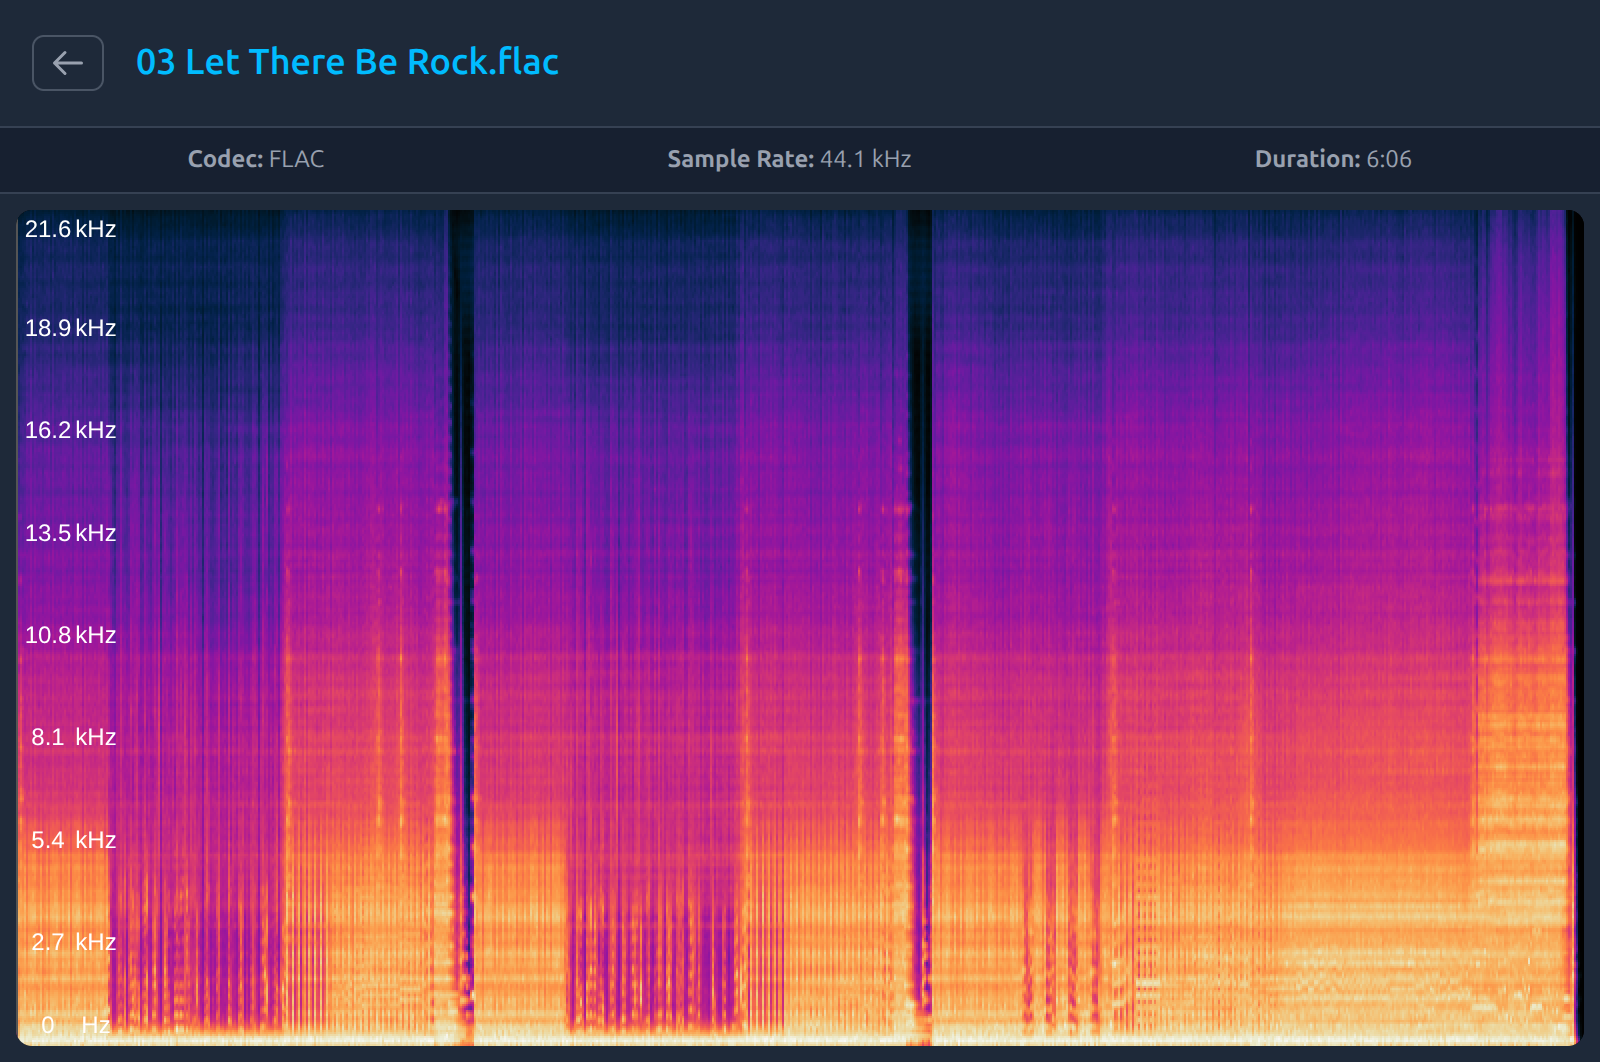 03 Let There Be Rock.flac
Codec: FLAC Sample Rate: 44.1 kHz Duration: 6:06
21.6 kHz
18.9 kHz
16.2 kHz
13.5 kHz
10.8 kHz
8.1 kHz
5.4 kHz
2.7 kHz
0 Hz